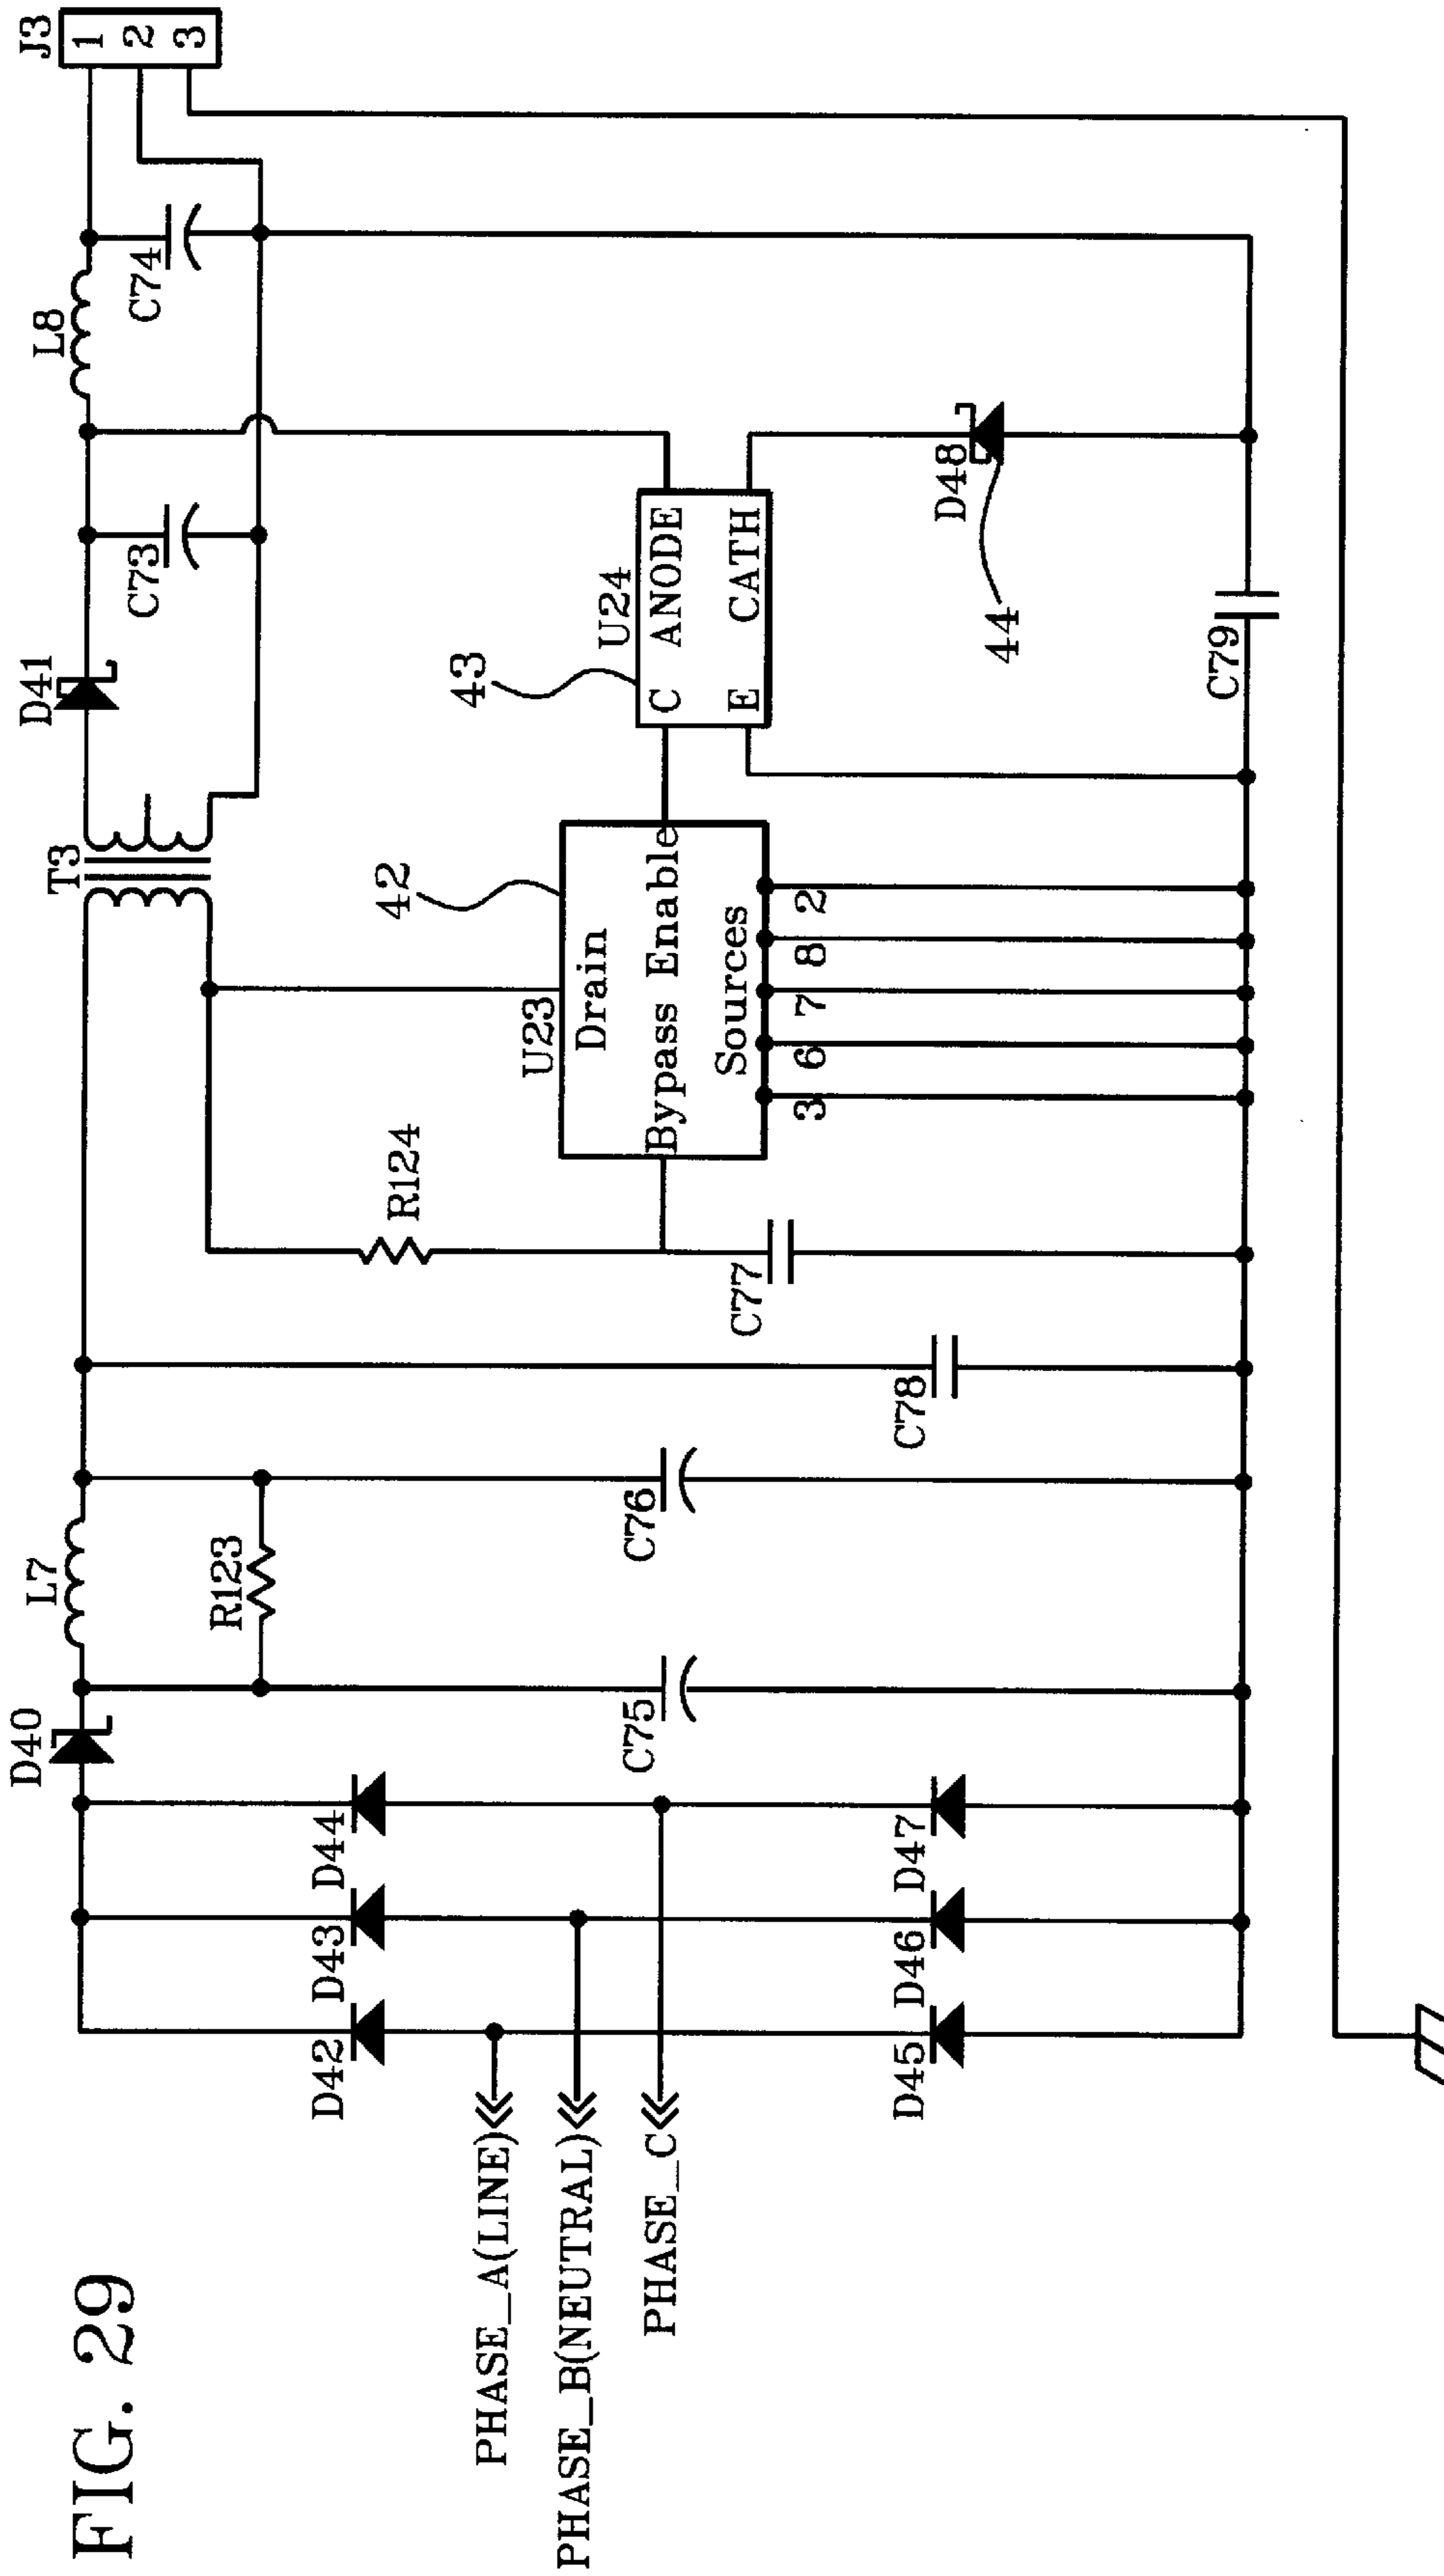 FIG. 29
PHASE_A(LINE)
PHASE_B(NEUTRAL)
PHASE_C
D42
D43
D44
D45
D46
D47
D40
L7
R123
C75
C76
C78
C77
R124
T3
U23
42
Drain
Bypass Enable
Sources
3
6
7
8
2
43
U24
C ANODE
E CATH
D41
C73
L8
C74
D48
44
C79
J3
1
2
3